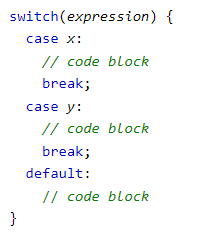 switch(expression) {
  case x:
    // code block
    break;
  case y:
    // code block
    break;
  default:
    // code block
}